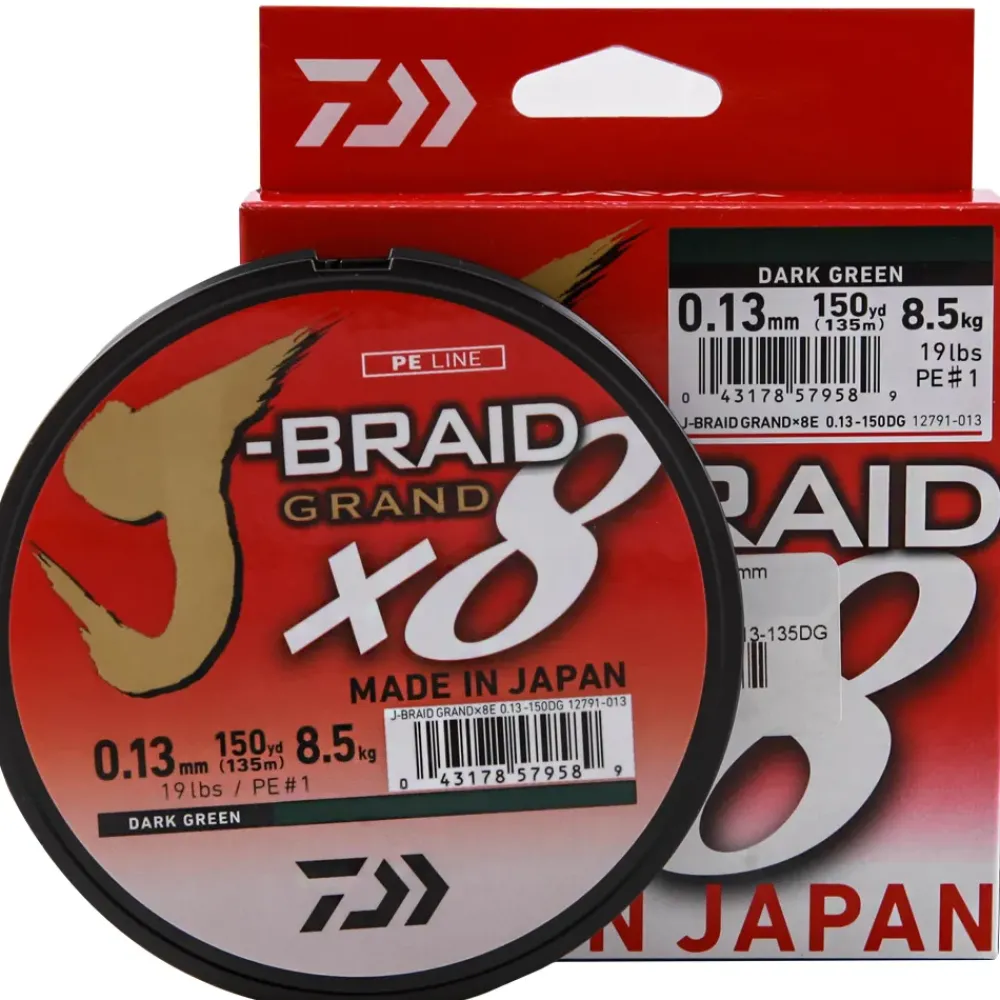 DARK GREEN
0.13mm 150yd (135m) 8.5kg
19lbs
PE#1
0 43178 57958 9
J-BRAID GRAND×8E 0.13-150DG 12791-013
RAID
8
mm
13-135DG
N JAPAN
PE LINE
J-BRAID
GRAND
×8
MADE IN JAPAN
J-BRAID GRAND×8E 0.13-150DG 12791-013
0.13mm 150yd (135m) 8.5kg
19lbs / PE#1
0 43178 57958 9
DARK GREEN